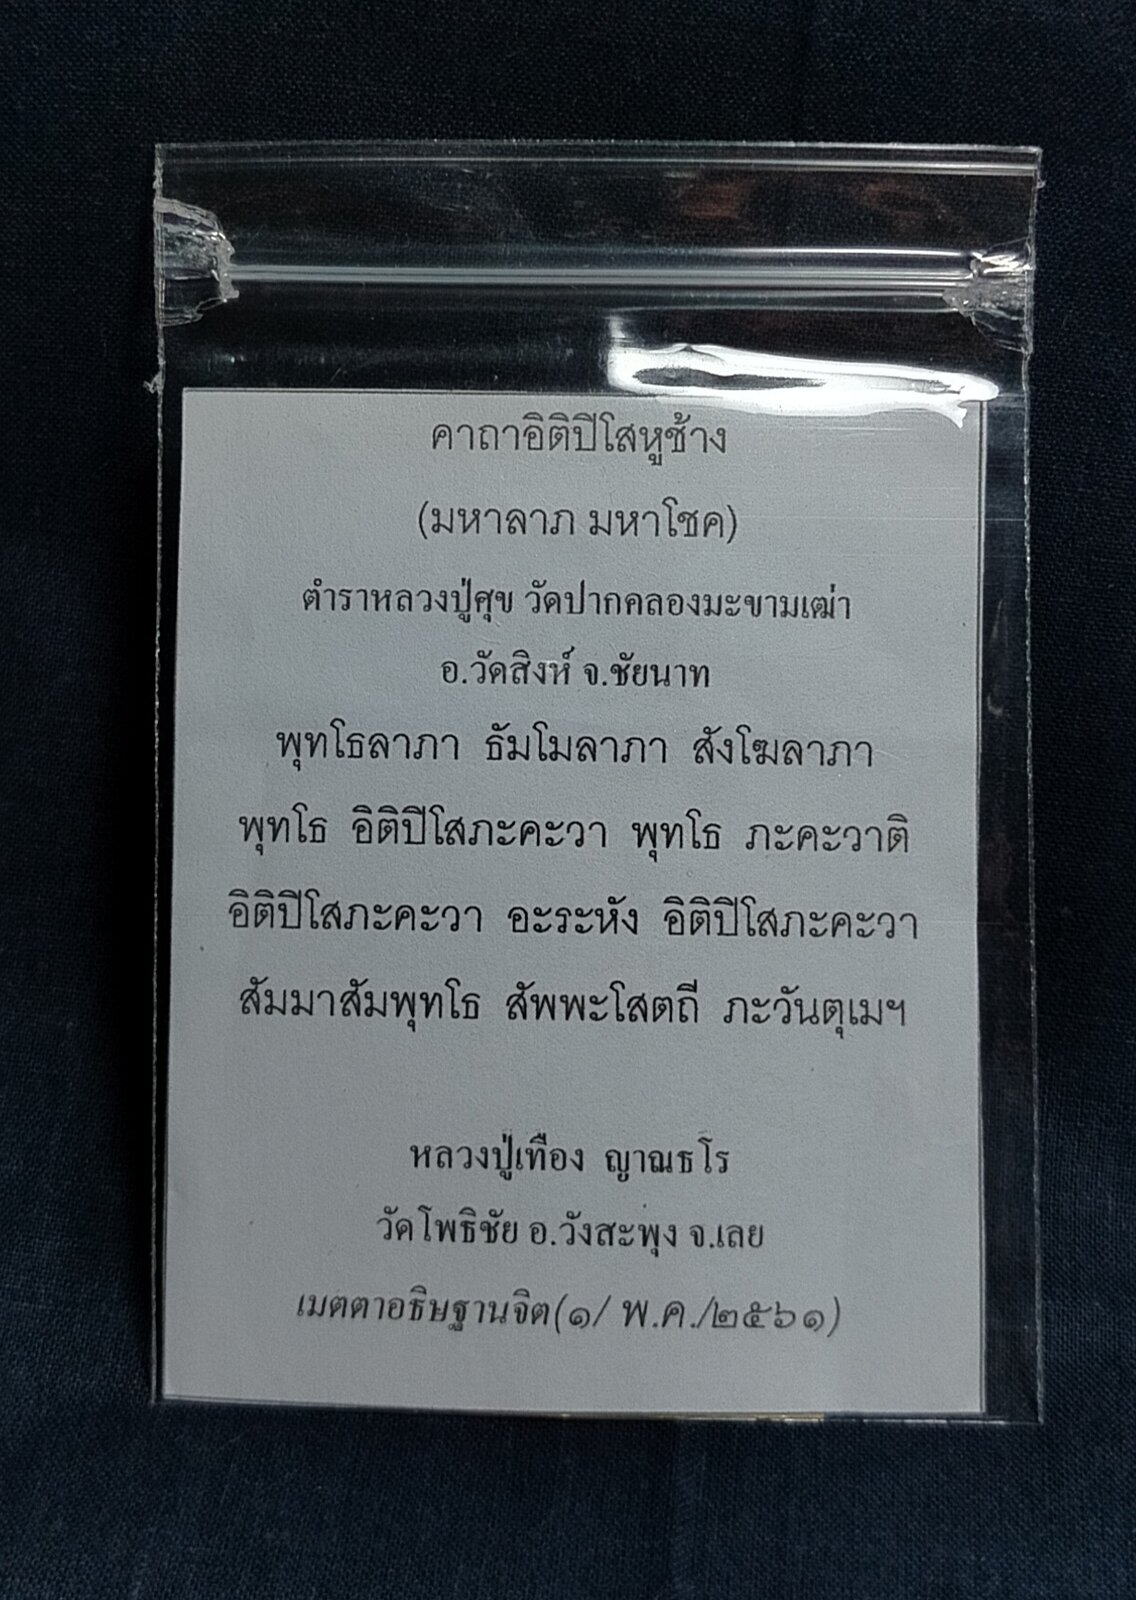 คาถาอิติปิโสหูช้าง
(มหาลาภ มหาโชค)
ตำราหลวงปู่ศุข วัดปากคลองมะขามเฒ่า
อ.วัดสิงห์ จ.ชัยนาท
พุทโธลาภา ธัมโมลาภา สังโฆลาภา
พุทโธ อิติปิโสภะคะวา พุทโธ ภะคะวาติ
อิติปิโสภะคะวา อะระหัง อิติปิโสภะคะวา
สัมมาสัมพุทโธ สัพพะโสตถี ภะวันตุเมฯ
หลวงปู่เทือง ญาณธโร
วัดโพธิชัย อ.วังสะพุง จ.เลย
เมตตาอธิษฐานจิต(๑/ พ.ค./๒๕๖๑)